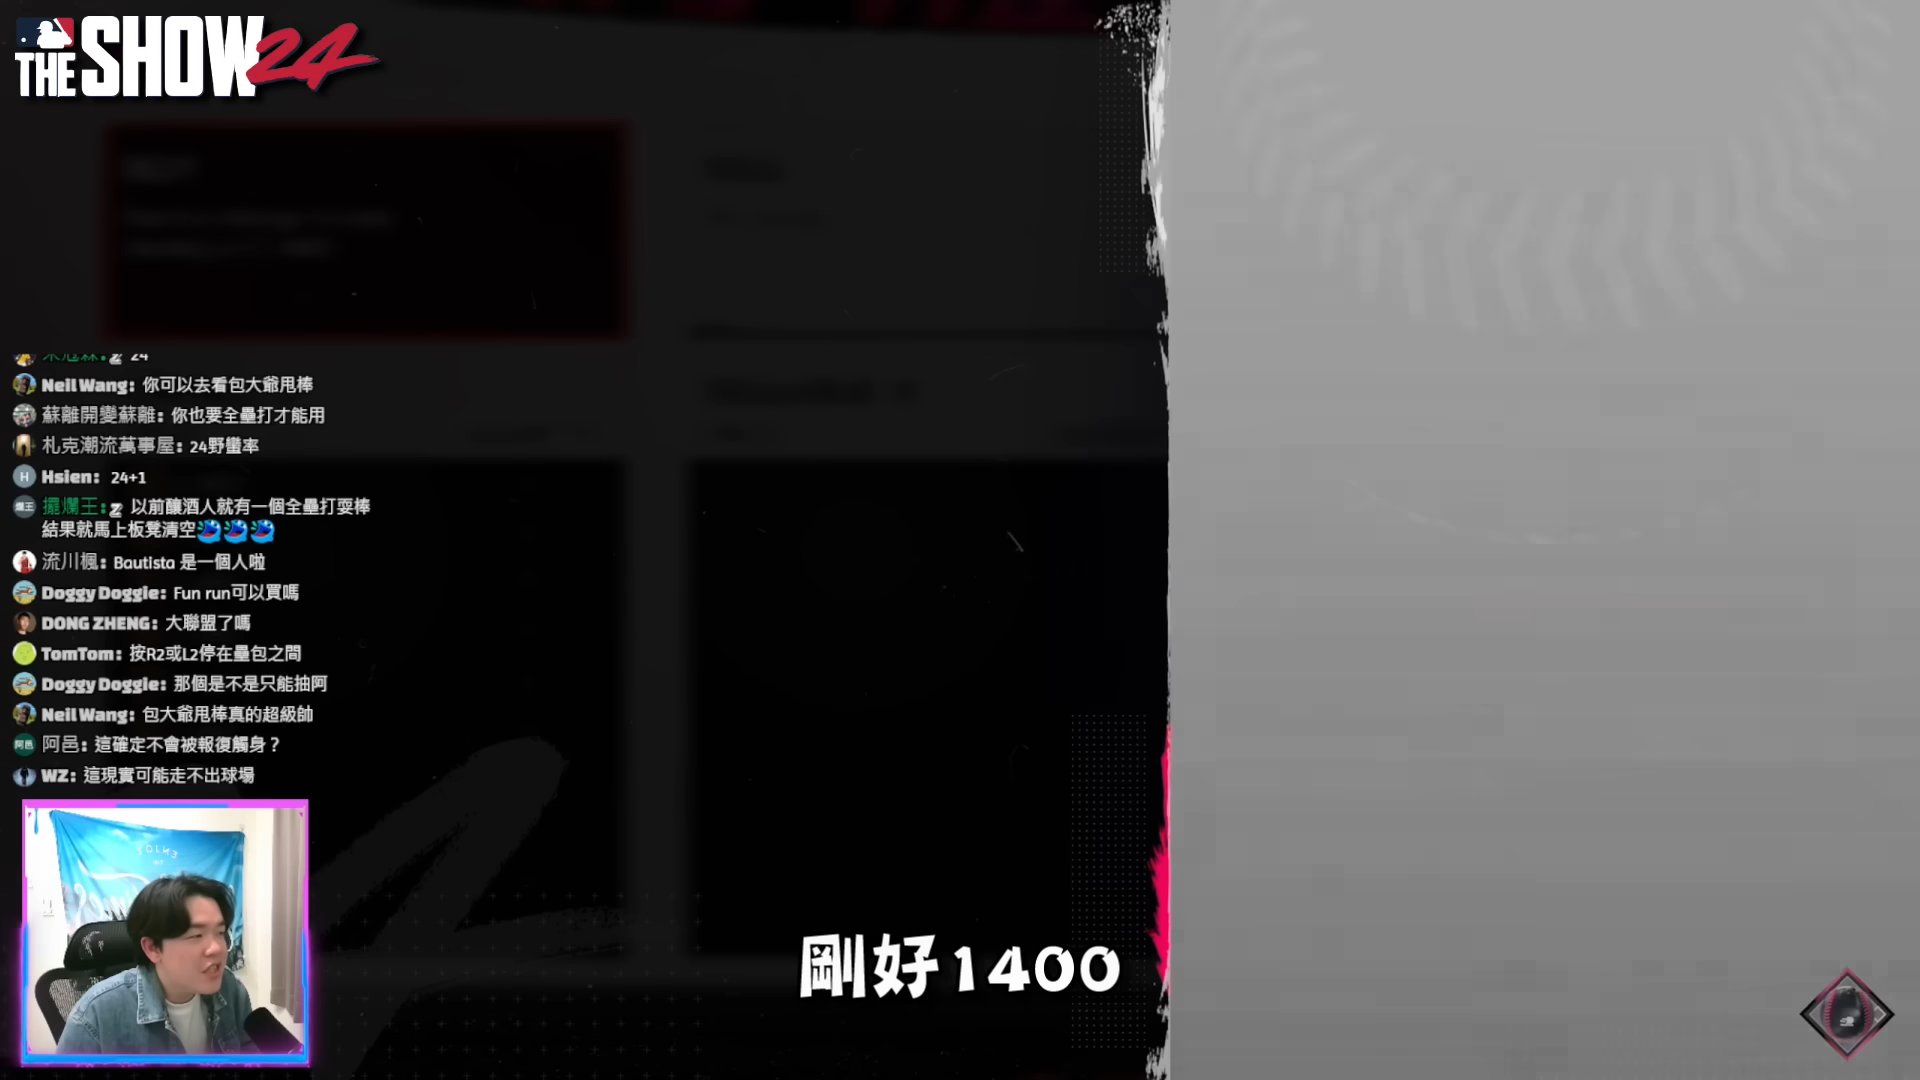 THE SHOW 24
24
Neil Wang: 你可以去看包大爺甩棒
蘇離開變蘇離: 你也要全壘打才能用
札克潮流萬事屋: 24野蠻率
Hsien: 24+1
擺爛王: 以前釀酒人就有一個全壘打耍棒
結果就馬上板凳清空
流川楓: Bautista 是一個人啦
Doggy Doggie: Fun run可以買嗎
DONG ZHENG: 大聯盟了嗎
TomTom: 按R2或L2停在壘包之間
Doggy Doggie: 那個是不是只能抽阿
Neil Wang: 包大爺甩棒真的超級帥
阿邑: 這確定不會被報復觸身？
WZ: 這現實可能走不出球場
剛好1400